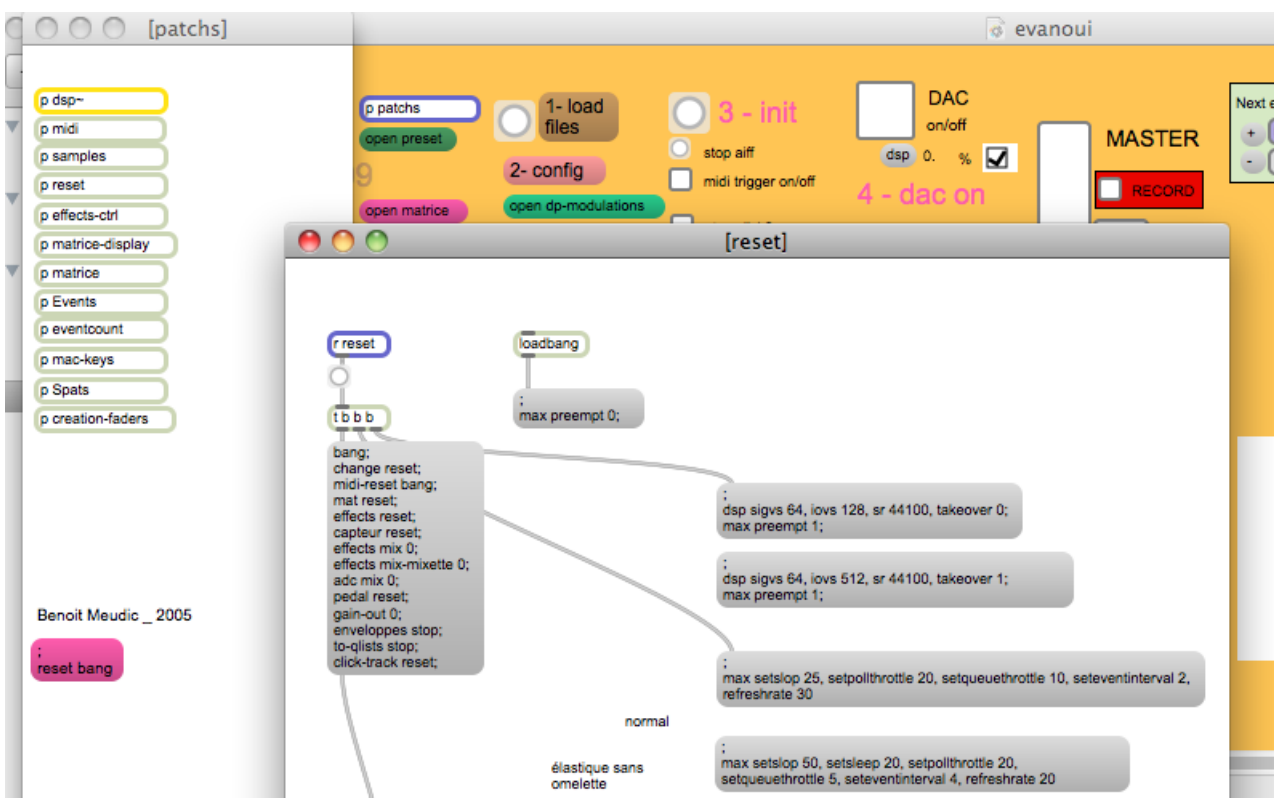 [patchs]
evanoui
p dsp~
p midi
p samples
p reset
p effects-ctrl
p matrice-display
p matrice
p Events
p eventcount
p mac-keys
p Spats
p creation-faders
Benoit Meudic _ 2005
;
reset bang
p patchs
open preset
9
open matrice
1- load
files
2- config
open dp-modulations
3 - init
stop aiff
midi trigger on/off
DAC
on/off
dsp 0. %
4 - dac on
MASTER
RECORD
Next e
+
-
[reset]
r reset
t b b b
bang;
change reset;
midi-reset bang;
mat reset;
effects reset;
capteur reset;
effects mix 0;
effects mix-mixette 0;
adc mix 0;
pedal reset;
gain-out 0;
enveloppes stop;
to-qlists stop;
click-track reset;
loadbang
;
max preempt 0;
;
dsp sigvs 64, iovs 128, sr 44100, takeover 0;
max preempt 1;
;
dsp sigvs 64, iovs 512, sr 44100, takeover 1;
max preempt 1;
;
max setslop 25, setpollthrottle 20, setqueuethrottle 10, seteventinterval 2,
refreshrate 30
normal
;
max setslop 50, setsleep 20, setpollthrottle 20,
setqueuethrottle 5, seteventinterval 4, refreshrate 20
élastique sans
omelette